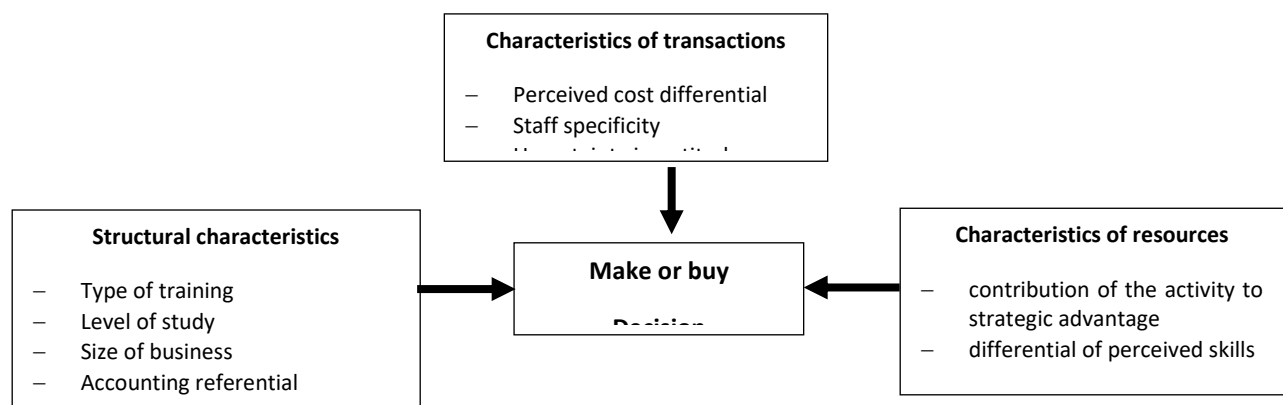 Characteristics of transactions
– Perceived cost differential
– Staff specificity
Structural characteristics
– Type of training
– Level of study
– Size of business
– Accounting referential
Make or buy
Decision
Characteristics of resources
– contribution of the activity to
strategic advantage
– differential of perceived skills